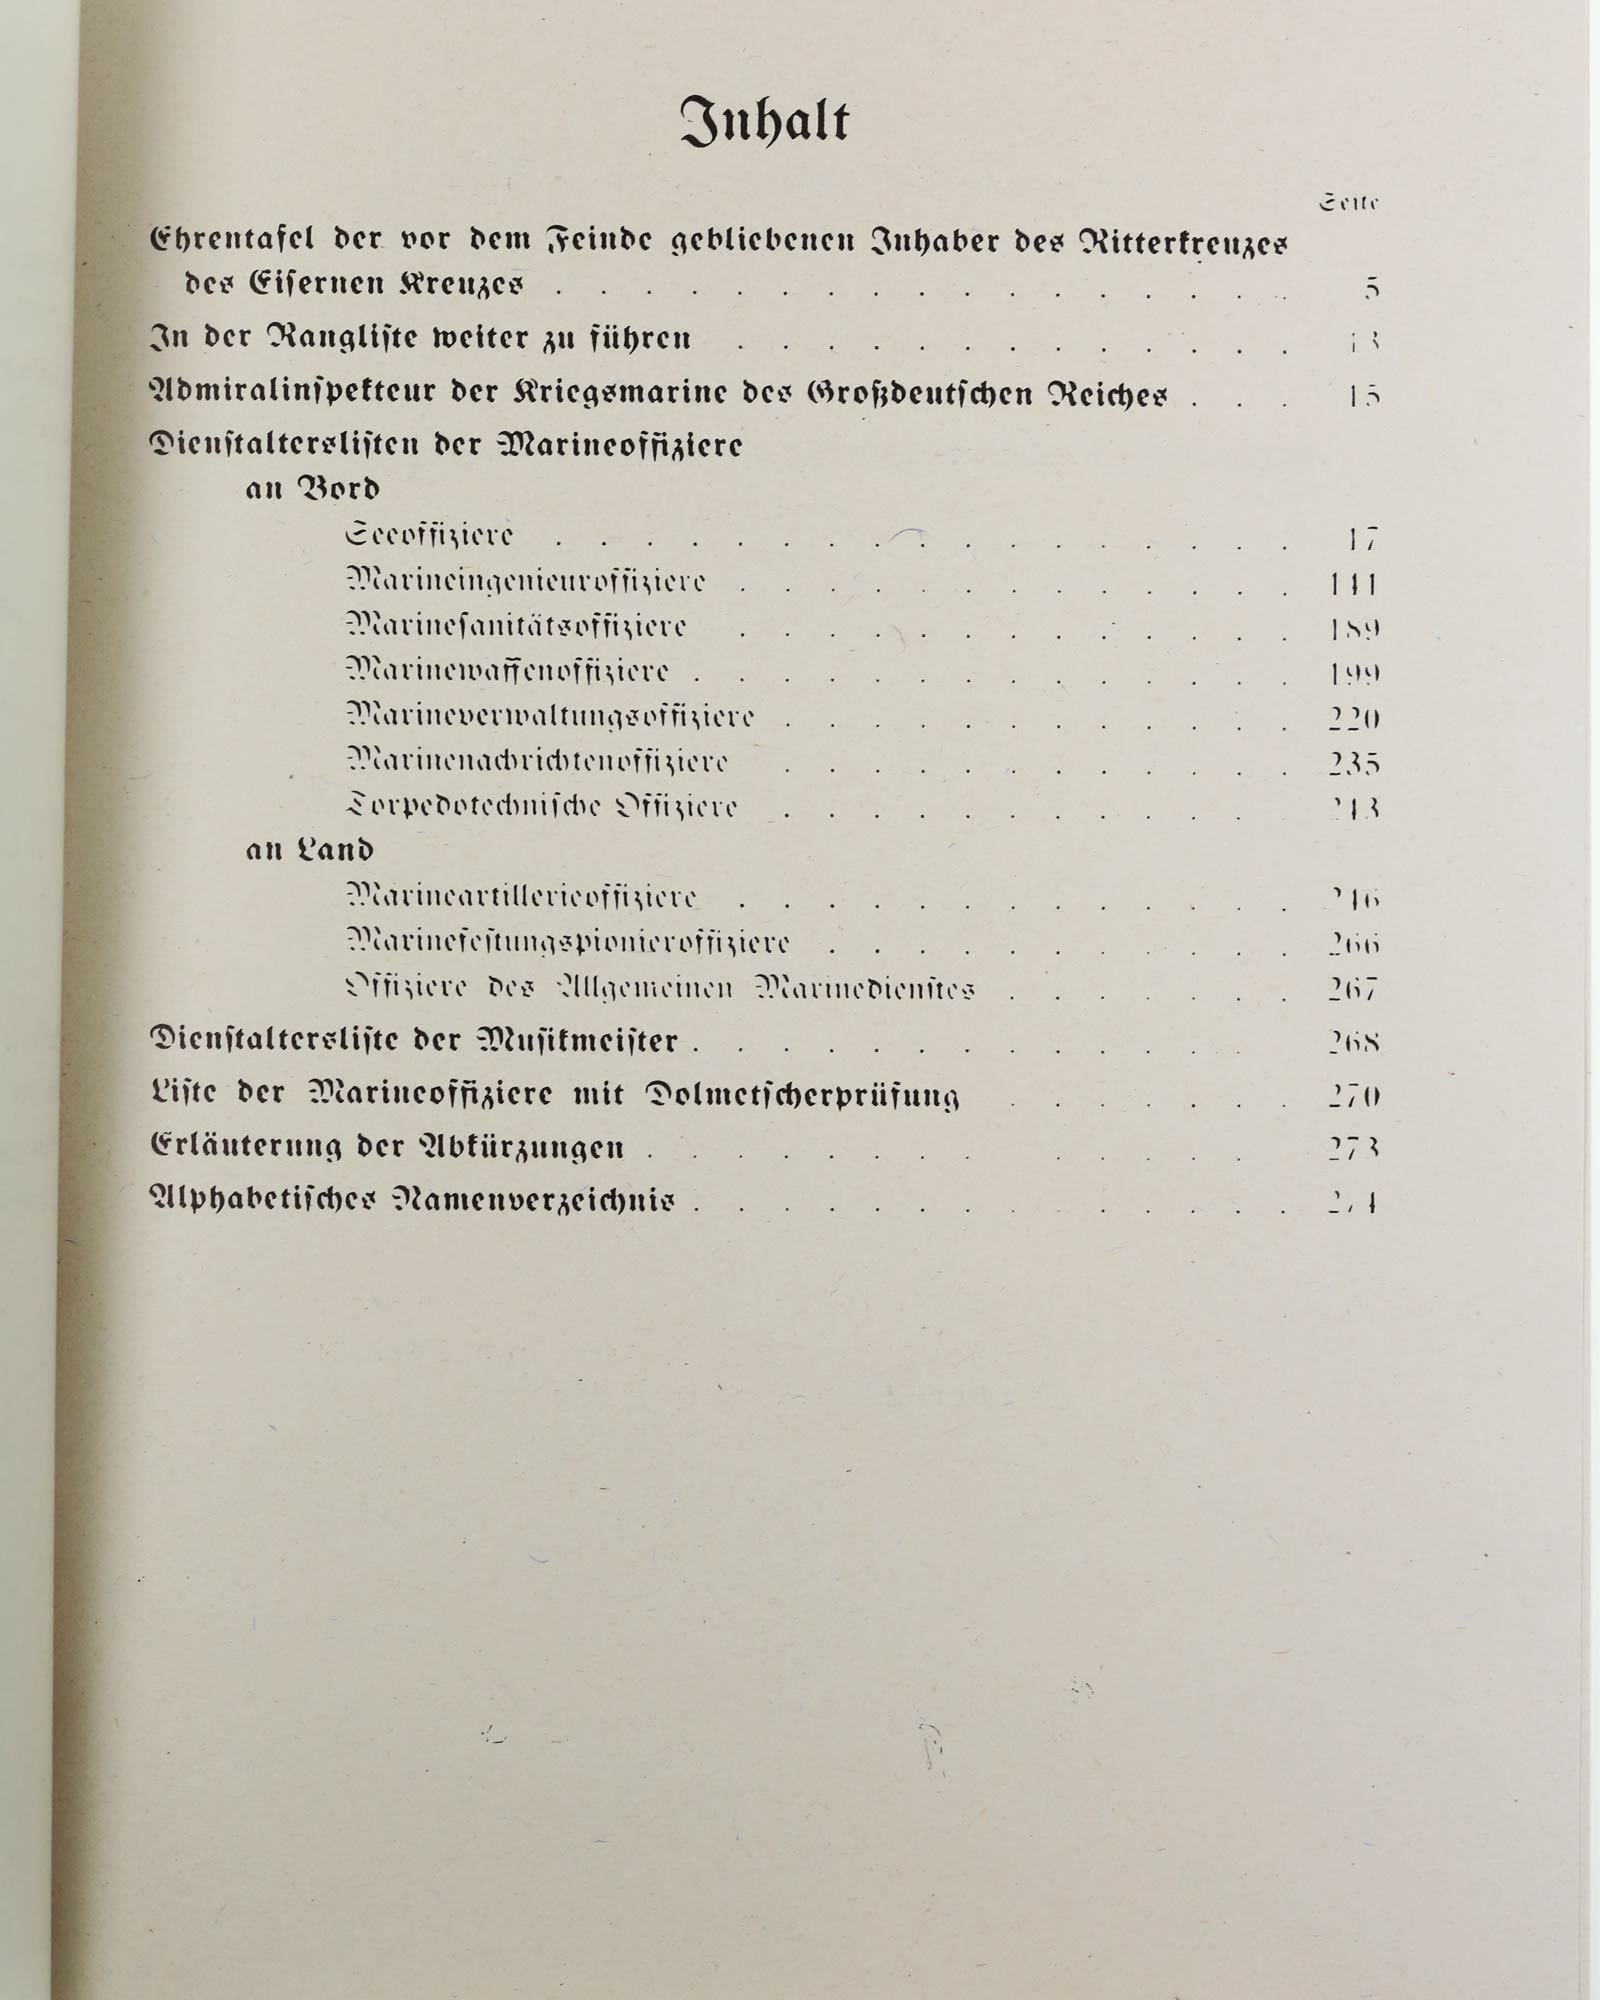 Inhalt
Seite
Ehrentafel der vor dem Feinde gebliebenen Inhaber des Ritterkreuzes
des Eisernen Kreuzes . . . . . . . . . . . . . . . . . 5
In der Rangliste weiter zu führen . . . . . . . . . . . . . 13
Admiralinspekteur der Kriegsmarine des Großdeutschen Reiches . . . 15
Dienstalterslisten der Marineoffiziere
an Bord
Seeoffiziere . . . . . . . . . . . . . . . . . 17
Marineingenieuroffiziere . . . . . . . . . . . . . 141
Marinesanitätsoffiziere . . . . . . . . . . . . . 189
Marinewaffenoffiziere . . . . . . . . . . . . . . 199
Marineverwaltungsoffiziere . . . . . . . . . . . . 220
Marinenachrichtenoffiziere . . . . . . . . . . . . 235
Torpedotechnische Offiziere . . . . . . . . . . . 243
an Land
Marineartillerieoffiziere . . . . . . . . . . . . . 246
Marinefestungspionieroffiziere . . . . . . . . . . . 266
Offiziere des Allgemeinen Marinedienstes . . . . . . . 267
Dienstaltersliste der Musikmeister . . . . . . . . . . . . . 268
Liste der Marineoffiziere mit Dolmetscherprüfung . . . . . . . 270
Erläuterung der Abkürzungen . . . . . . . . . . . . . 273
Alphabetisches Namenverzeichnis . . . . . . . . . . . . . . 274